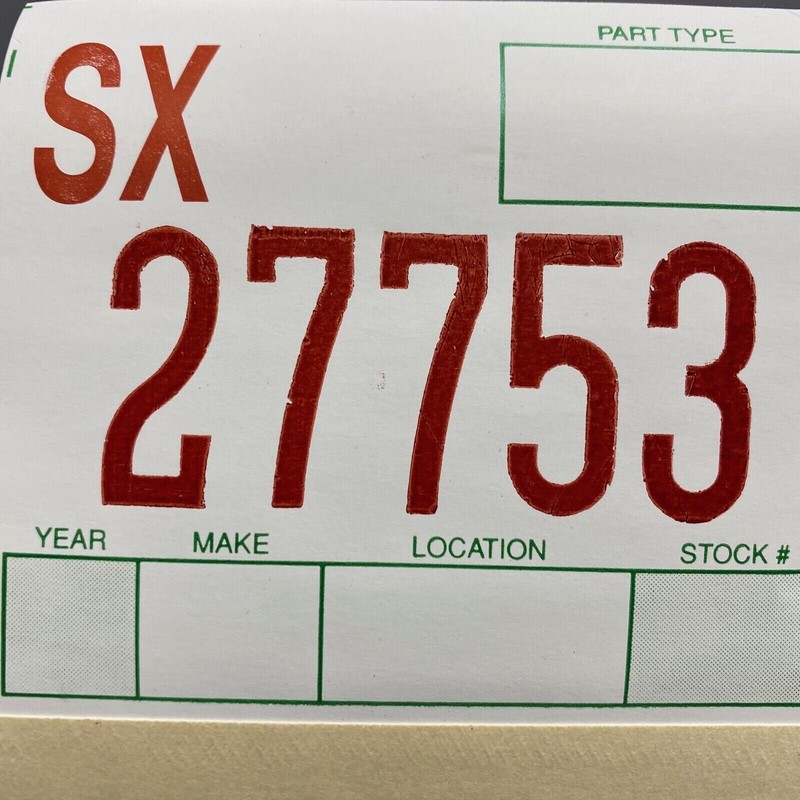 SX
PART TYPE
27753
YEAR MAKE LOCATION STOCK #